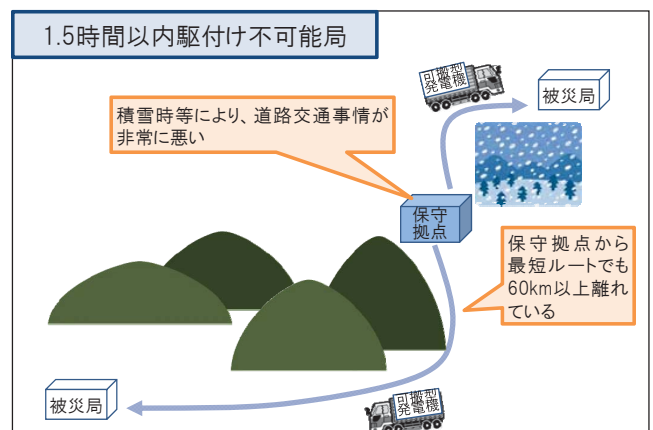 1.5時間以内駆付け不可能局
可搬型
発電機
被災局
積雪時等により、道路交通事情が
非常に悪い
保守
拠点
保守拠点から
最短ルートでも
60km以上離れ
ている
被災局
可搬型
発電機